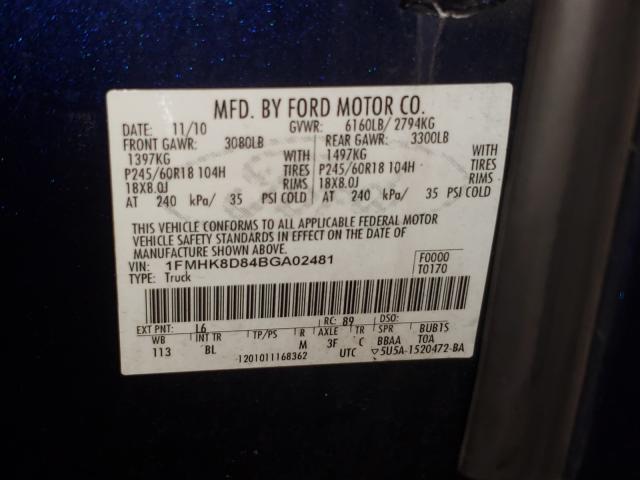 MFD. BY FORD MOTOR CO.
DATE: 11/10 GVWR: 6160LB/ 2794KG
FRONT GAWR: 3080LB REAR GAWR: 3300LB
1397KG WITH 1497KG WITH
P245/60R18 104H TIRES P245/60R18 104H TIRES
18X8.0J RIMS 18X8.0J RIMS
AT 240 kPa/ 35 PSI COLD AT 240 kPa/ 35 PSI COLD
THIS VEHICLE CONFORMS TO ALL APPLICABLE FEDERAL MOTOR
VEHICLE SAFETY STANDARDS IN EFFECT ON THE DATE OF
MANUFACTURE SHOWN ABOVE.
VIN: 1FMHK8D84BGA02481 F0000
TYPE: Truck T0170
EXT PNT: L6 RC: 89 DSO:
WB INT TR TP/PS R AXLE TR SPR BUB1S
113 BL M 3F C BBAA TOA
-1201011168362 UTC ▽5U5A-1520472-BA